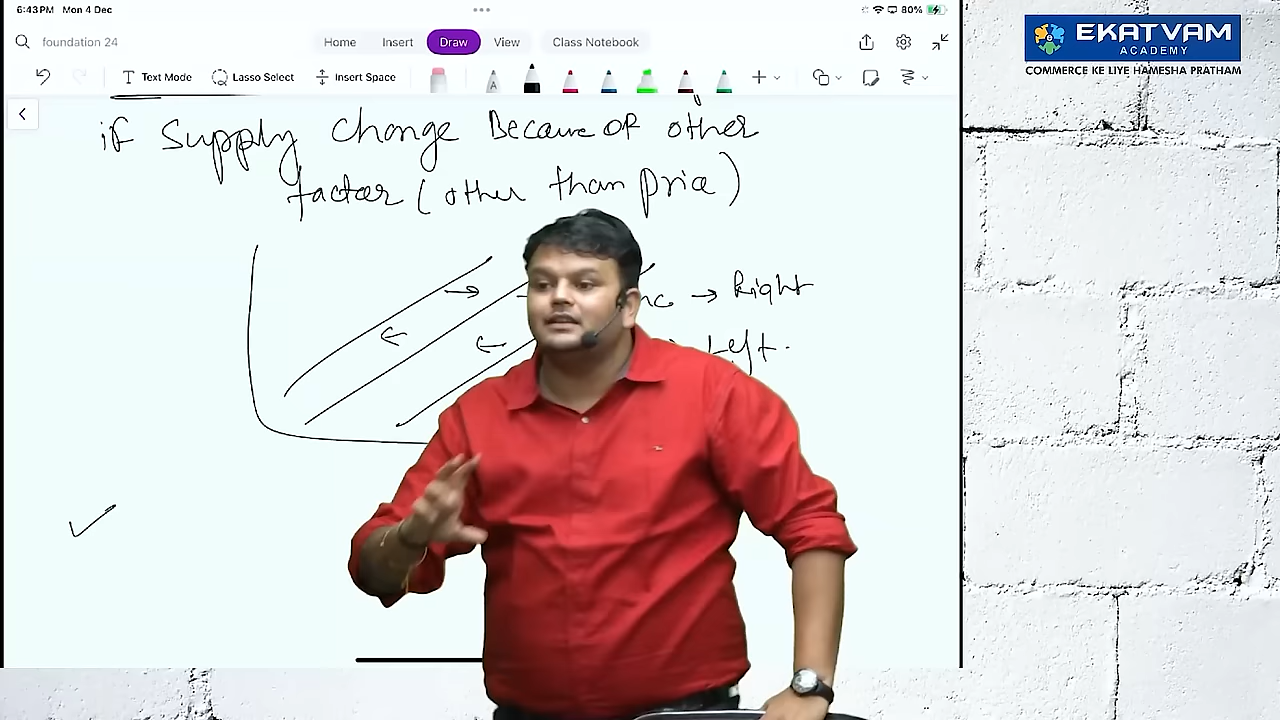 6:43PM Mon 4 Dec
80%
foundation 24
Home Insert Draw View Class Notebook
Text Mode Lasso Select Insert Space
if Supply change Because OF other
factor (other than price)
→ Right
Left.
EKATVAM
ACADEMY
COMMERCE KE LIYE HAMESHA PRATHAM